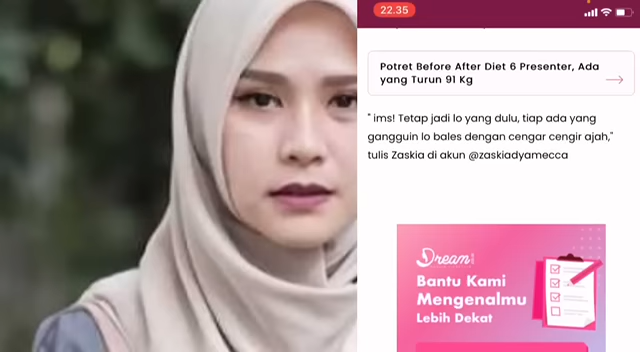 22.35
Potret Before After Diet 6 Presenter, Ada
yang Turun 91 Kg
" ims! Tetap jadi lo yang dulu, tiap ada yang
gangguin lo bales dengan cengar cengir ajah,"
tulis Zaskia di akun @zaskiadyamecca
Dream
Bantu Kami
Mengenalmu
Lebih Dekat